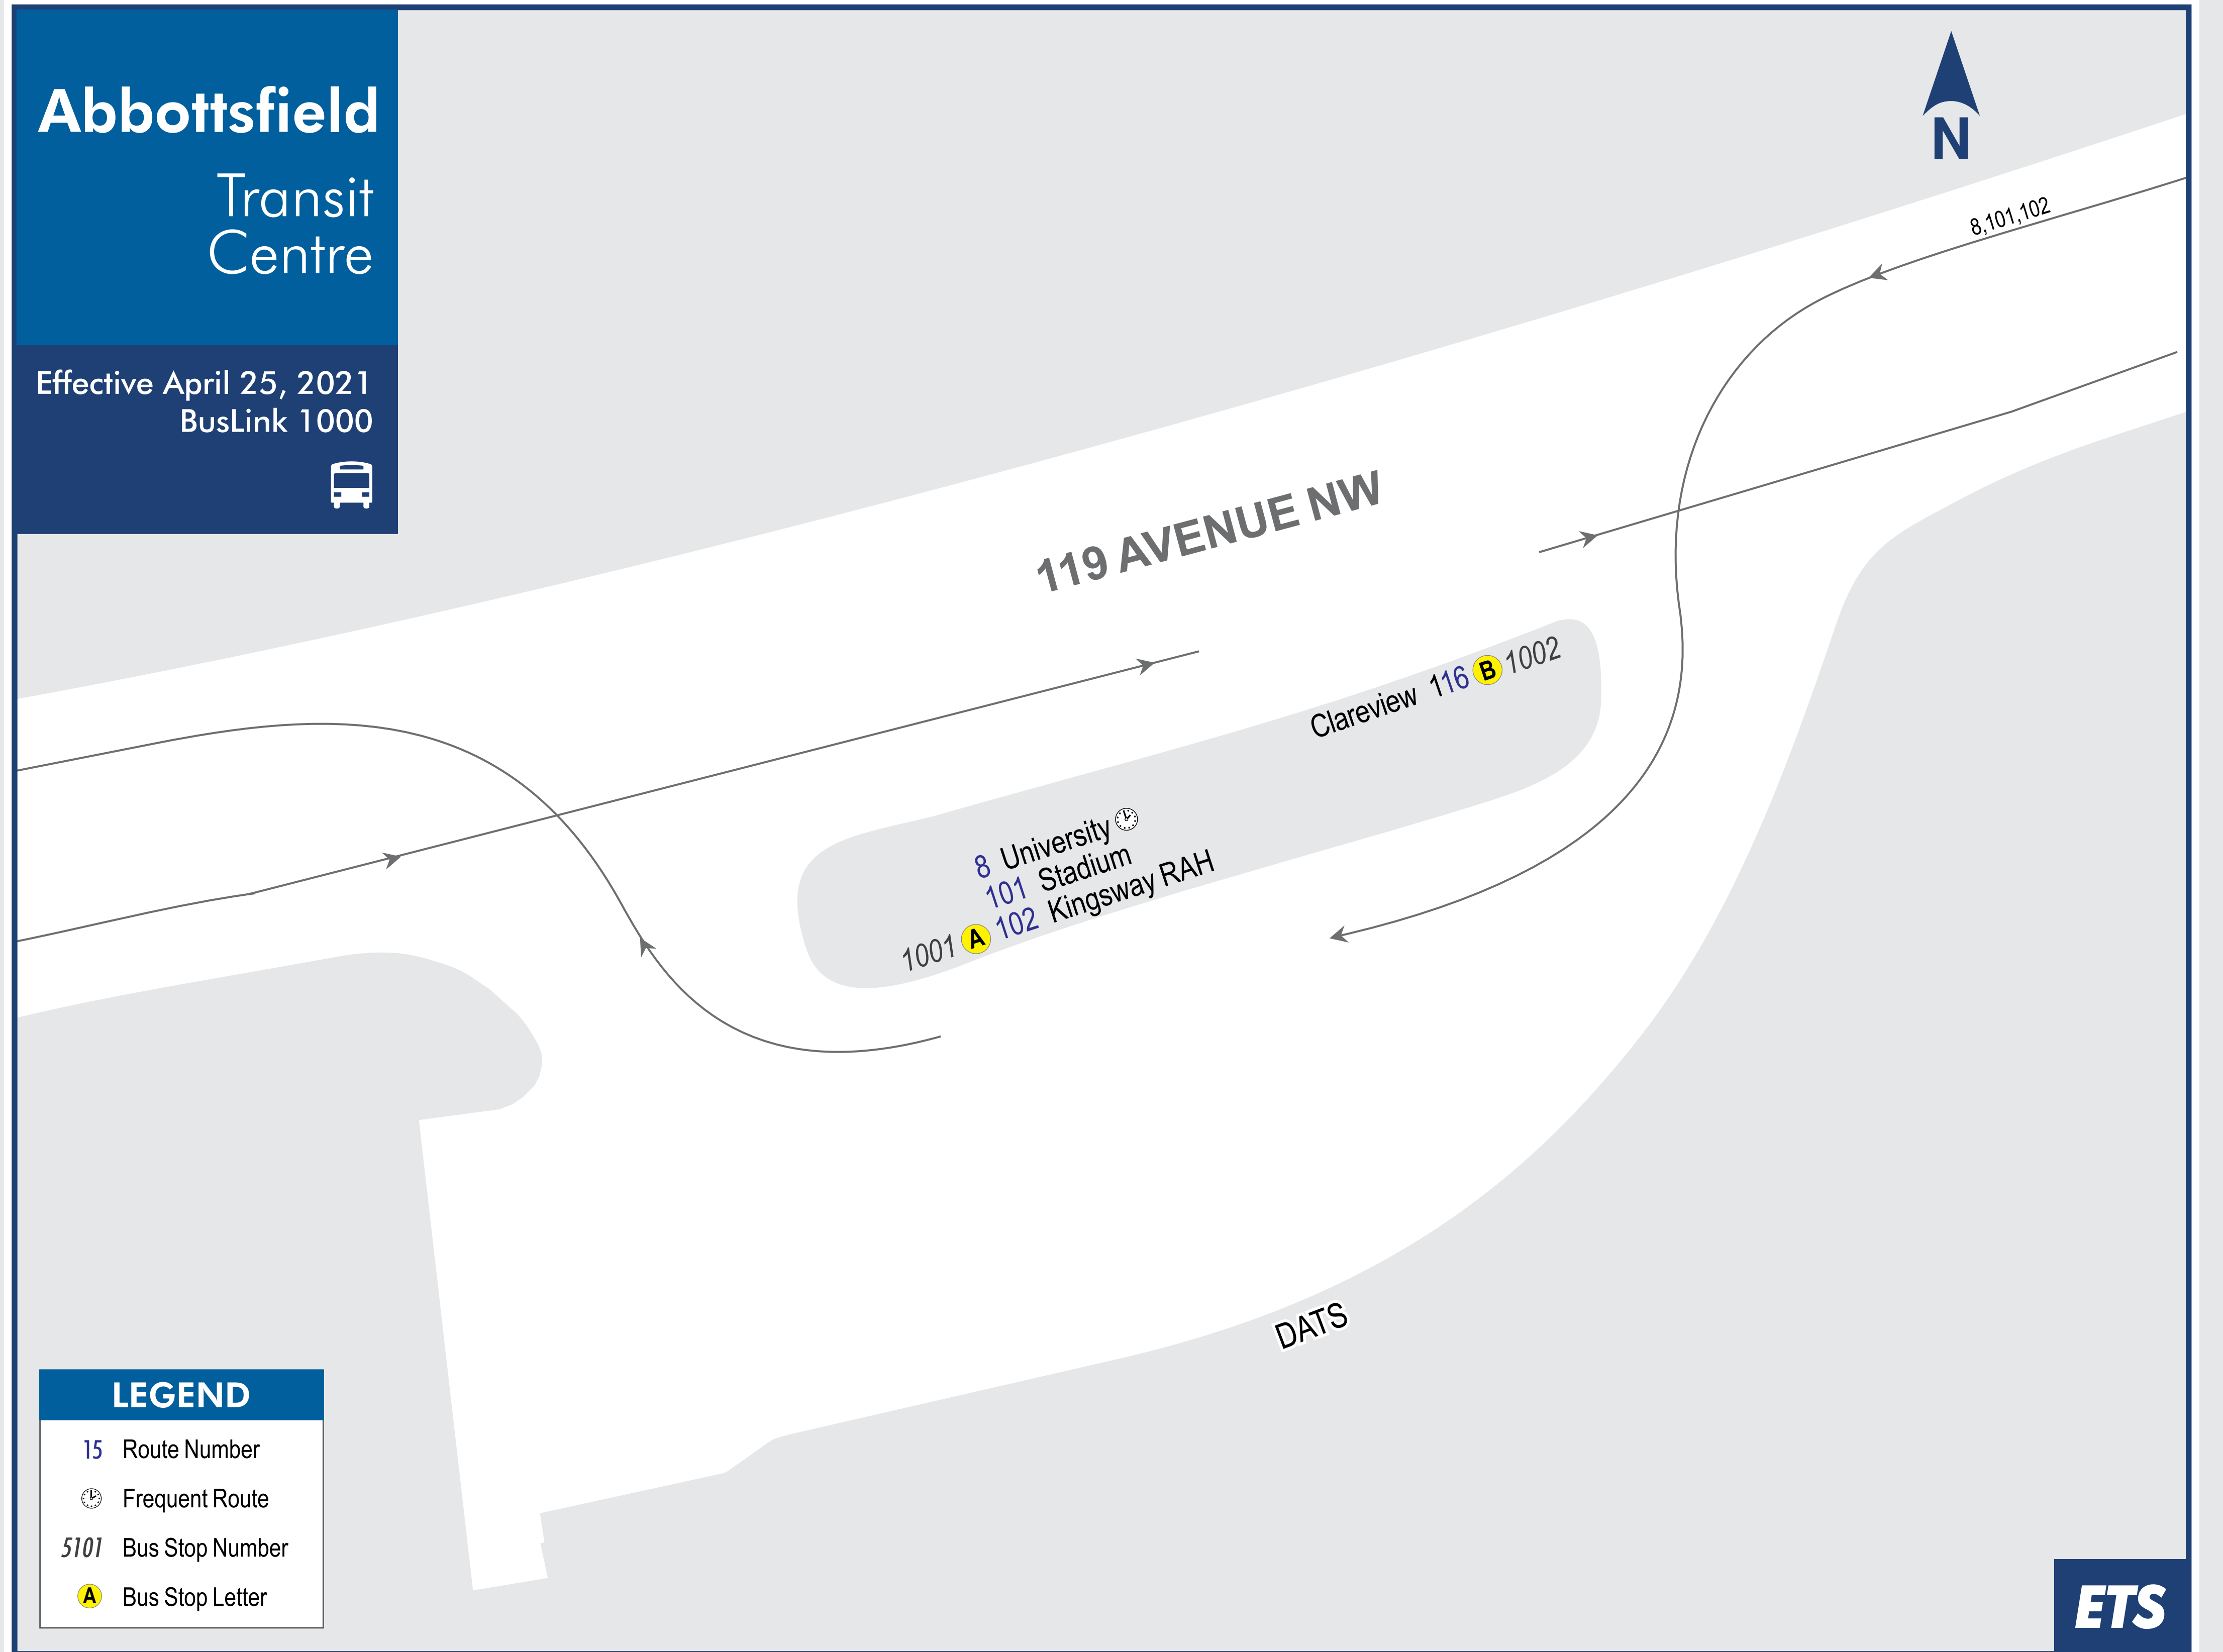 Abbottsfield
Transit
Centre
Effective April 25, 2021
BusLink 1000
N
8,101,102
119 AVENUE NW
Clareview 116 B 1002
8 University
101 Stadium
1001 A 102 Kingsway RAH
DATS
LEGEND
15 Route Number
Frequent Route
5101 Bus Stop Number
A Bus Stop Letter
ETS